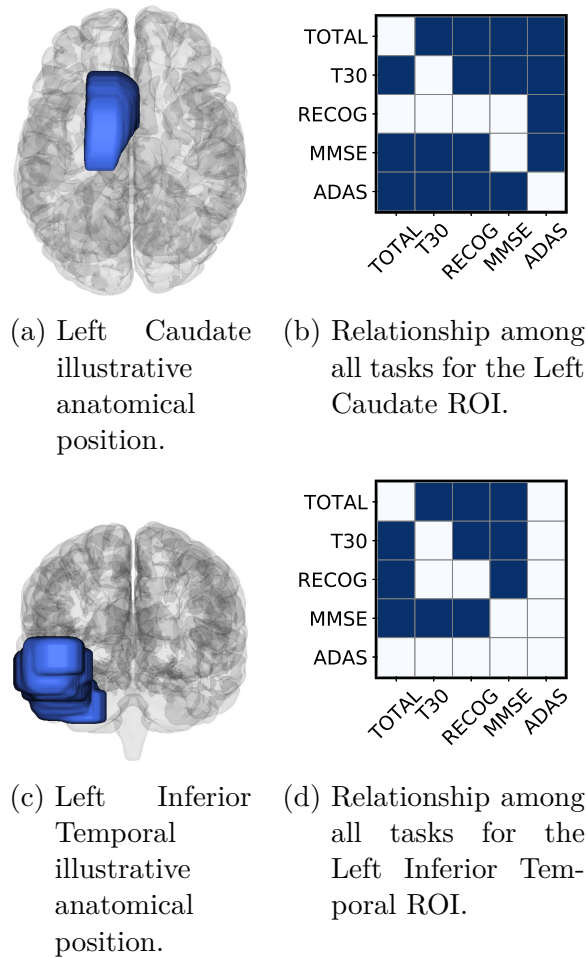 TOTAL
T30
RECOG
MMSE
ADAS
TOTAL
T30
RECOG
MMSE
ADAS
(a) Left Caudate
illustrative
anatomical
position.
(b) Relationship among
all tasks for the Left
Caudate ROI.
TOTAL
T30
RECOG
MMSE
ADAS
TOTAL
T30
RECOG
MMSE
ADAS
(c) Left Inferior
Temporal
illustrative
anatomical
position.
(d) Relationship among
all tasks for the
Left Inferior Tem-
poral ROI.